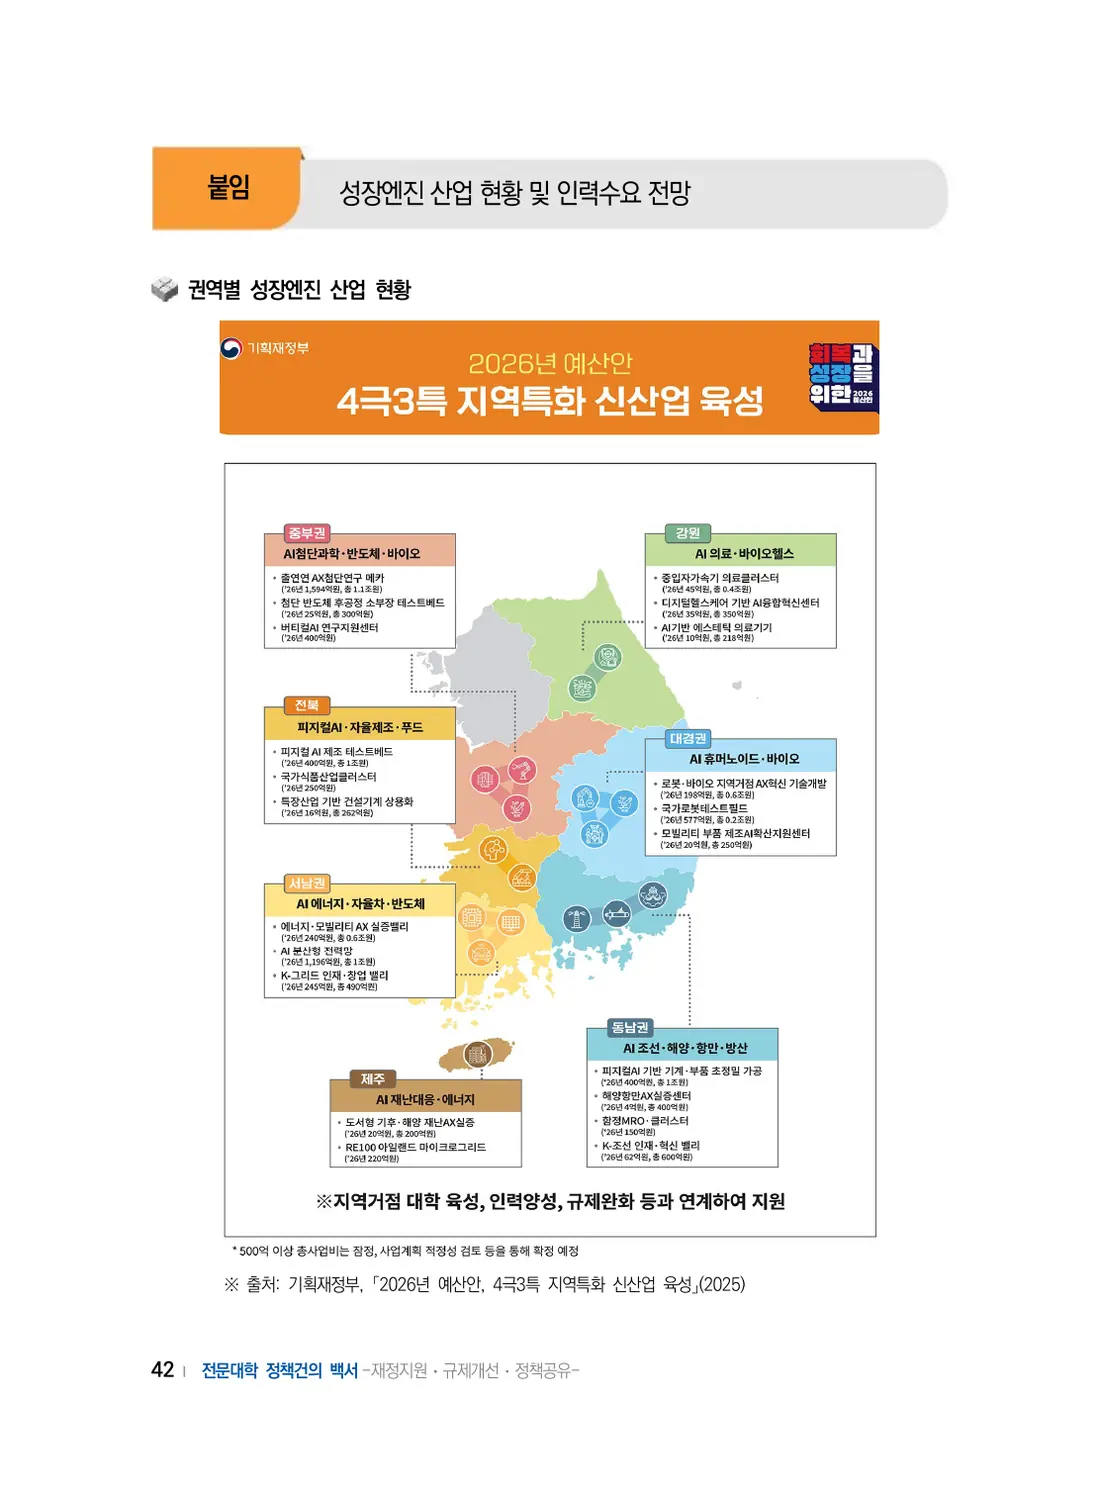 붙임
성장엔진 산업 현황 및 인력수요 전망
권역별 성장엔진 산업 현황
기획재정부
2026년 예산안
4극3특 지역특화 신산업 육성
회복과
성장을
위한 2026 예산안
중부권
AI첨단과학·반도체·바이오
• 출연연 AX첨단연구 메카
('26년 1,594억원, 총 1.1조원)
• 첨단 반도체 후공정 소부장 테스트베드
('26년 25억원, 총 300억원)
• 버티컬AI 연구지원센터
('26년 400억원)
강원
AI 의료·바이오헬스
• 중입자가속기 의료클러스터
('26년 45억원, 총 0.4조원)
• 디지털헬스케어 기반 AI융합혁신센터
('26년 35억원, 총 350억원)
• AI기반 에스테틱 의료기기
('26년 10억원, 총 218억원)
전북
피지컬AI·자율제조·푸드
• 피지컬 AI 제조 테스트베드
('26년 400억원, 총 1조원)
• 국가식품산업클러스터
('26년 250억원)
• 특장산업 기반 건설기계 상용화
('26년 16억원, 총 262억원)
대경권
AI 휴머노이드·바이오
• 로봇·바이오 지역거점 AX혁신 기술개발
('26년 198억원, 총 0.6조원)
• 국가로봇테스트필드
('26년 577억원, 총 0.2조원)
• 모빌리티 부품 제조AI확산지원센터
('26년 20억원, 총 250억원)
서남권
AI 에너지·자율차·반도체
• 에너지·모빌리티 AX 실증밸리
('26년 240억원, 총 0.6조원)
• AI 분산형 전력망
('26년 1,196억원, 총 1조원)
• K-그리드 인재·창업 밸리
('26년 245억원, 총 490억원)
동남권
AI 조선·해양·항만·방산
• 피지컬AI 기반 기계·부품 초정밀 가공
('26년 400억원, 총 1조원)
• 해양항만AX실증센터
('26년 4억원, 총 400억원)
• 함정MRO·클러스터
('26년 150억원)
• K-조선 인재·혁신 밸리
('26년 62억원, 총 600억원)
제주
AI 재난대응·에너지
• 도서형 기후·해양 재난AX실증
('26년 20억원, 총 200억원)
• RE100 아일랜드 마이크로그리드
('26년 220억원)
※지역거점 대학 육성, 인력양성, 규제완화 등과 연계하여 지원
* 500억 이상 총사업비는 잠정, 사업계획 적정성 검토 등을 통해 확정 예정
※ 출처: 기획재정부, 「2026년 예산안, 4극3특 지역특화 신산업 육성」(2025)
42 | 전문대학 정책건의 백서 -재정지원·규제개선·정책공유-